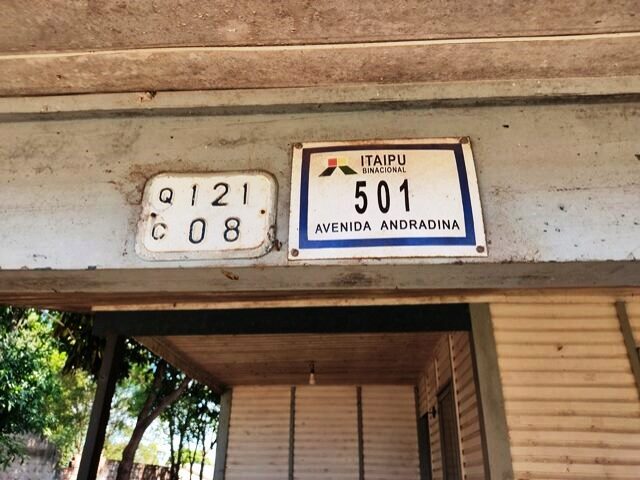 Q 121
C 08
ITAIPU
BINACIONAL
501
AVENIDA ANDRADINA